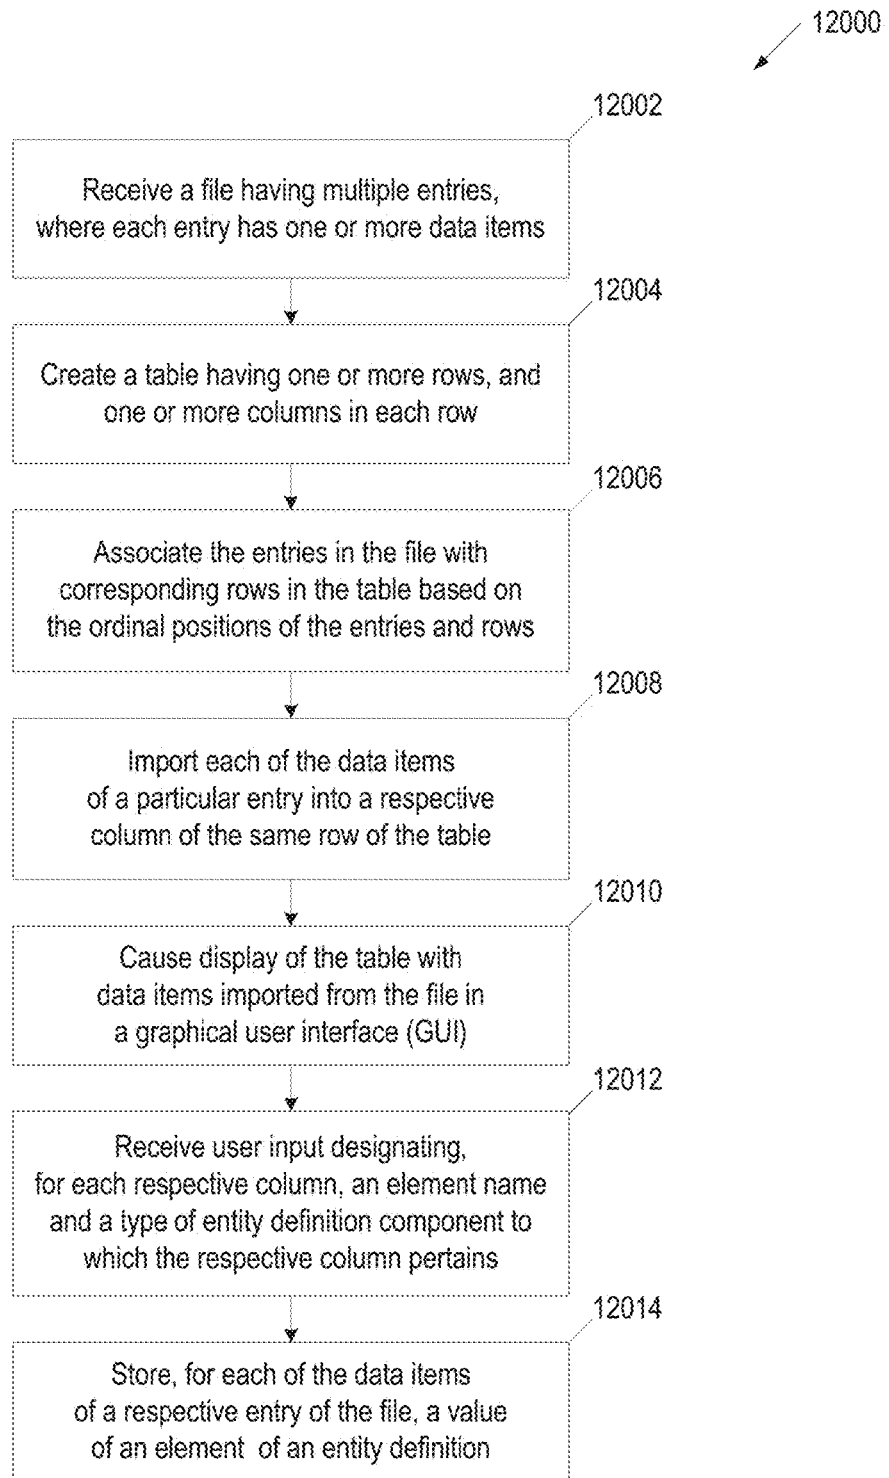 12000
12002
Receive a file having multiple entries,
where each entry has one or more data items
12004
Create a table having one or more rows, and
one or more columns in each row
12006
Associate the entries in the file with
corresponding rows in the table based on
the ordinal positions of the entries and rows
12008
Import each of the data items
of a particular entry into a respective
column of the same row of the table
12010
Cause display of the table with
data items imported from the file in
a graphical user interface (GUI)
12012
Receive user input designating,
for each respective column, an element name
and a type of entity definition component to
which the respective column pertains
12014
Store, for each of the data items
of a respective entry of the file, a value
of an element of an entity definition